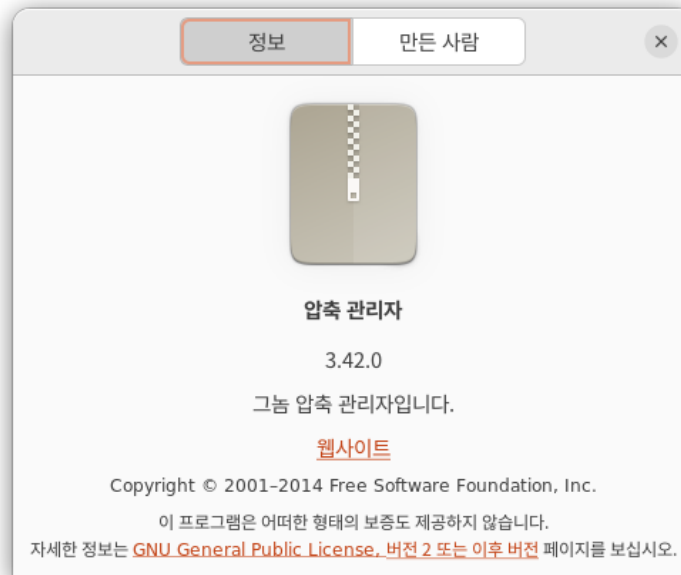 정보
만든 사람
압축 관리자
3.42.0
그놈 압축 관리자입니다.
웹사이트
Copyright © 2001–2014 Free Software Foundation, Inc.
이 프로그램은 어떠한 형태의 보증도 제공하지 않습니다.
자세한 정보는 GNU General Public License, 버전 2 또는 이후 버전 페이지를 보십시오.